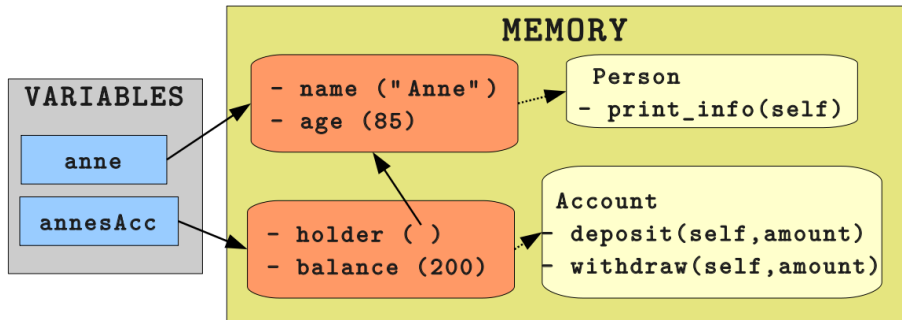 MEMORY
VARIABLES
anne
annesAcc
- name ("Anne")
- age (85)
- holder ( )
- balance (200)
Person
- print_info(self)
Account
- deposit(self,amount)
- withdraw(self,amount)